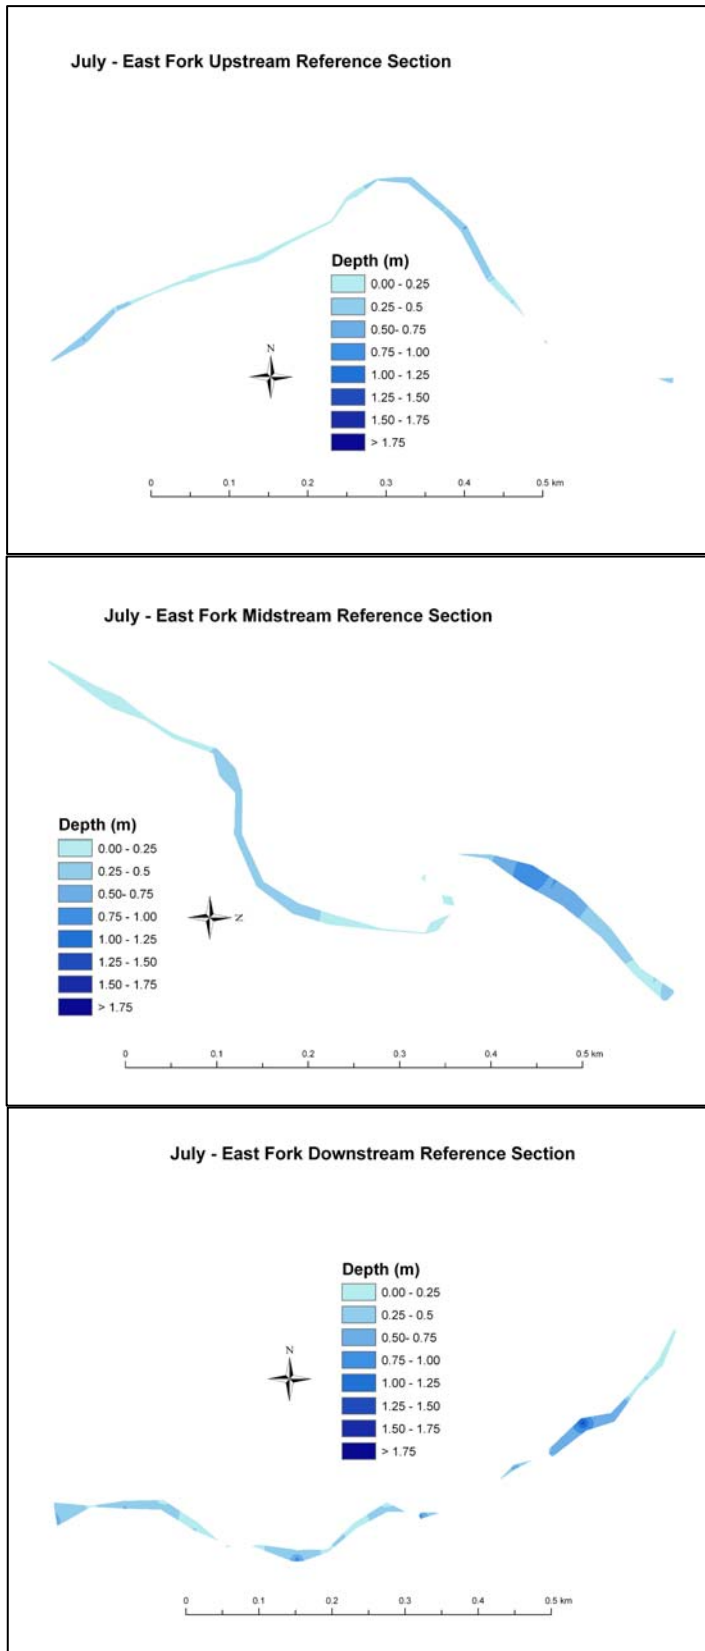 July - East Fork Upstream Reference Section
Depth (m)
0.00 - 0.25
0.25 - 0.5
0.50- 0.75
0.75 - 1.00
1.00 - 1.25
1.25 - 1.50
1.50 - 1.75
> 1.75
N
0 0.1 0.2 0.3 0.4 0.5 km
July - East Fork Midstream Reference Section
Depth (m)
0.00 - 0.25
0.25 - 0.5
0.50- 0.75
0.75 - 1.00
1.00 - 1.25
1.25 - 1.50
1.50 - 1.75
> 1.75
N
0 0.1 0.2 0.3 0.4 0.5 km
July - East Fork Downstream Reference Section
Depth (m)
0.00 - 0.25
0.25 - 0.5
0.50- 0.75
0.75 - 1.00
1.00 - 1.25
1.25 - 1.50
1.50 - 1.75
> 1.75
N
0 0.1 0.2 0.3 0.4 0.5 km